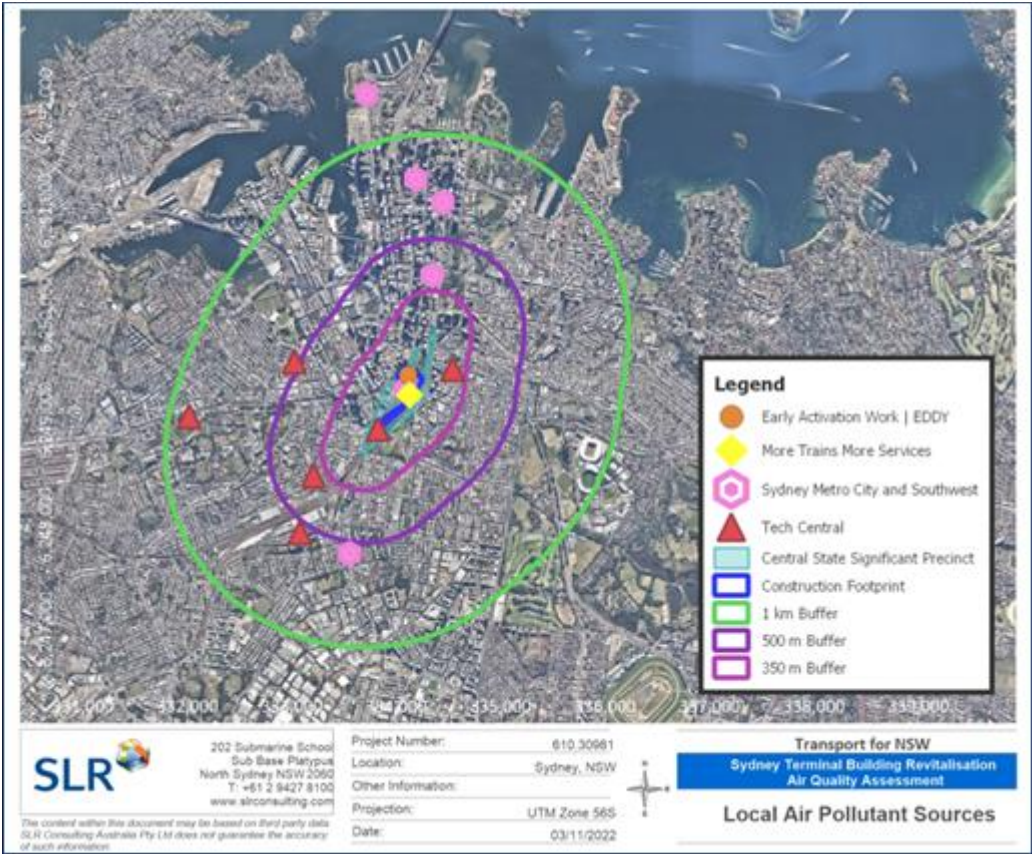 Legend
Early Activation Work | EDDY
More Trains More Services
Sydney Metro City and Southwest
Tech Central
Central State Significant Precinct
Construction Footprint
1 km Buffer
500 m Buffer
350 m Buffer
332,000
335,000
336,000
337,000
338,000
SLR
202 Submarine School
Sub Base Platypus
North Sydney NSW 2060
T: +61 2 9427 8100
www.slrconsulting.com
The content within this document may be based on third party data.
SLR Consulting Australia Pty Ltd does not guarantee the accuracy
of such information.
Project Number: 610.30981
Location: Sydney, NSW
Other Information:
Projection: UTM Zone 56S
Date: 03/11/2022
Transport for NSW
Sydney Terminal Building Revitalisation
Air Quality Assessment
Local Air Pollutant Sources